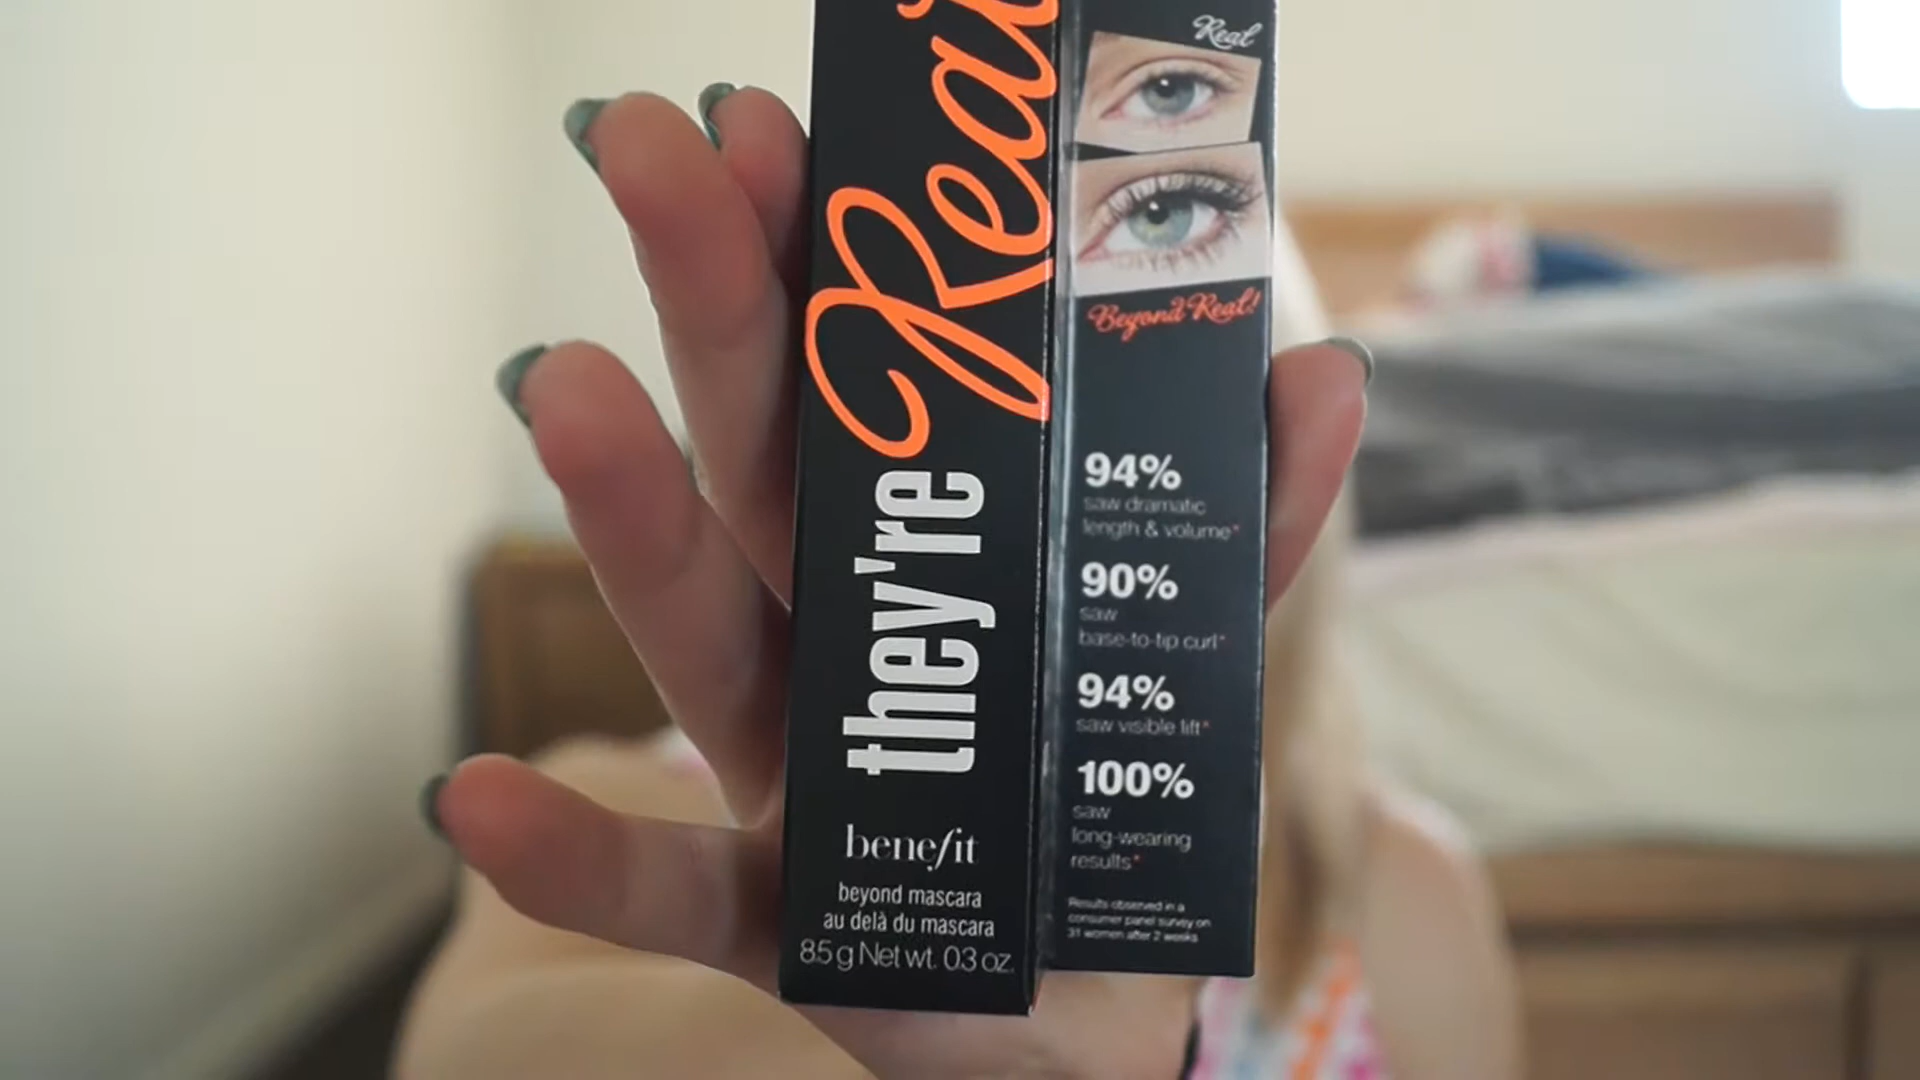 they're Real
benefit
beyond mascara
au delà du mascara
8.5 g Net wt. 0.3 oz.
Real
Beyond Real!
94%
saw dramatic
length & volume*
90%
saw
base-to-tip curl*
94%
saw visible lift*
100%
saw
long-wearing
results*
Results observed in a
consumer panel survey on
31 women after 2 weeks